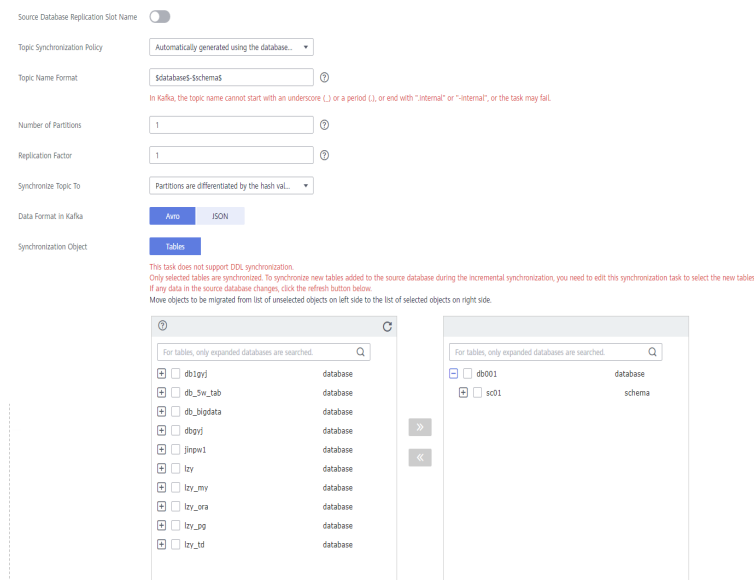 Source Database Replication Slot Name
Topic Synchronization Policy
Automatically generated using the database...
Topic Name Format
$database$-$schema$
In Kafka, the topic name cannot start with an underscore (_) or a period (.), or end with ".internal" or "-internal", or the task may fail.
Number of Partitions
1
Replication Factor
1
Synchronize Topic To
Partitions are differentiated by the hash val...
Data Format in Kafka
Avro JSON
Synchronization Object
Tables
This task does not support DDL synchronization.
Only selected tables are synchronized. To synchronize new tables added to the source database during the incremental synchronization, you need to edit this synchronization task to select the new tables
If any data in the source database changes, click the refresh button below.
Move objects to be migrated from list of unselected objects on left side to the list of selected objects on right side.
For tables, only expanded databases are searched.
db1gyj database
db_5w_tab database
db_bigdata database
dbgyj database
jinpw1 database
lzy database
lzy_my database
lzy_ora database
lzy_pg database
lzy_td database
For tables, only expanded databases are searched.
db001 database
sc01 schema